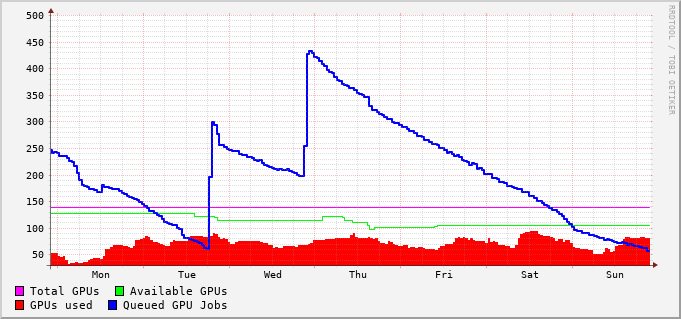 500
450
400
350
300
250
200
150
100
50
Mon Tue Wed Thu Fri Sat Sun
Total GPUs Available GPUs
GPUs used Queued GPU Jobs
RRDTOOL / TOBI OETIKER